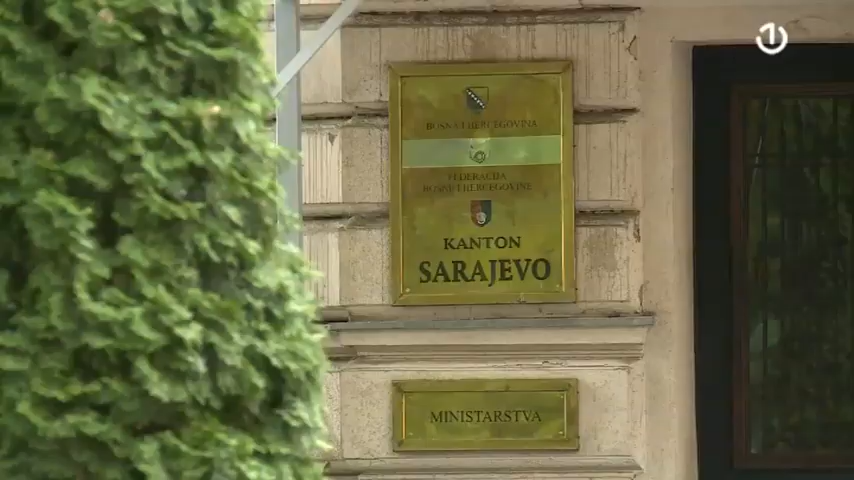 BOSNA I HERCEGOVINA
FEDERACIJA
BOSNE I HERCEGOVINE
KANTON
SARAJEVO
MINISTARSTVA